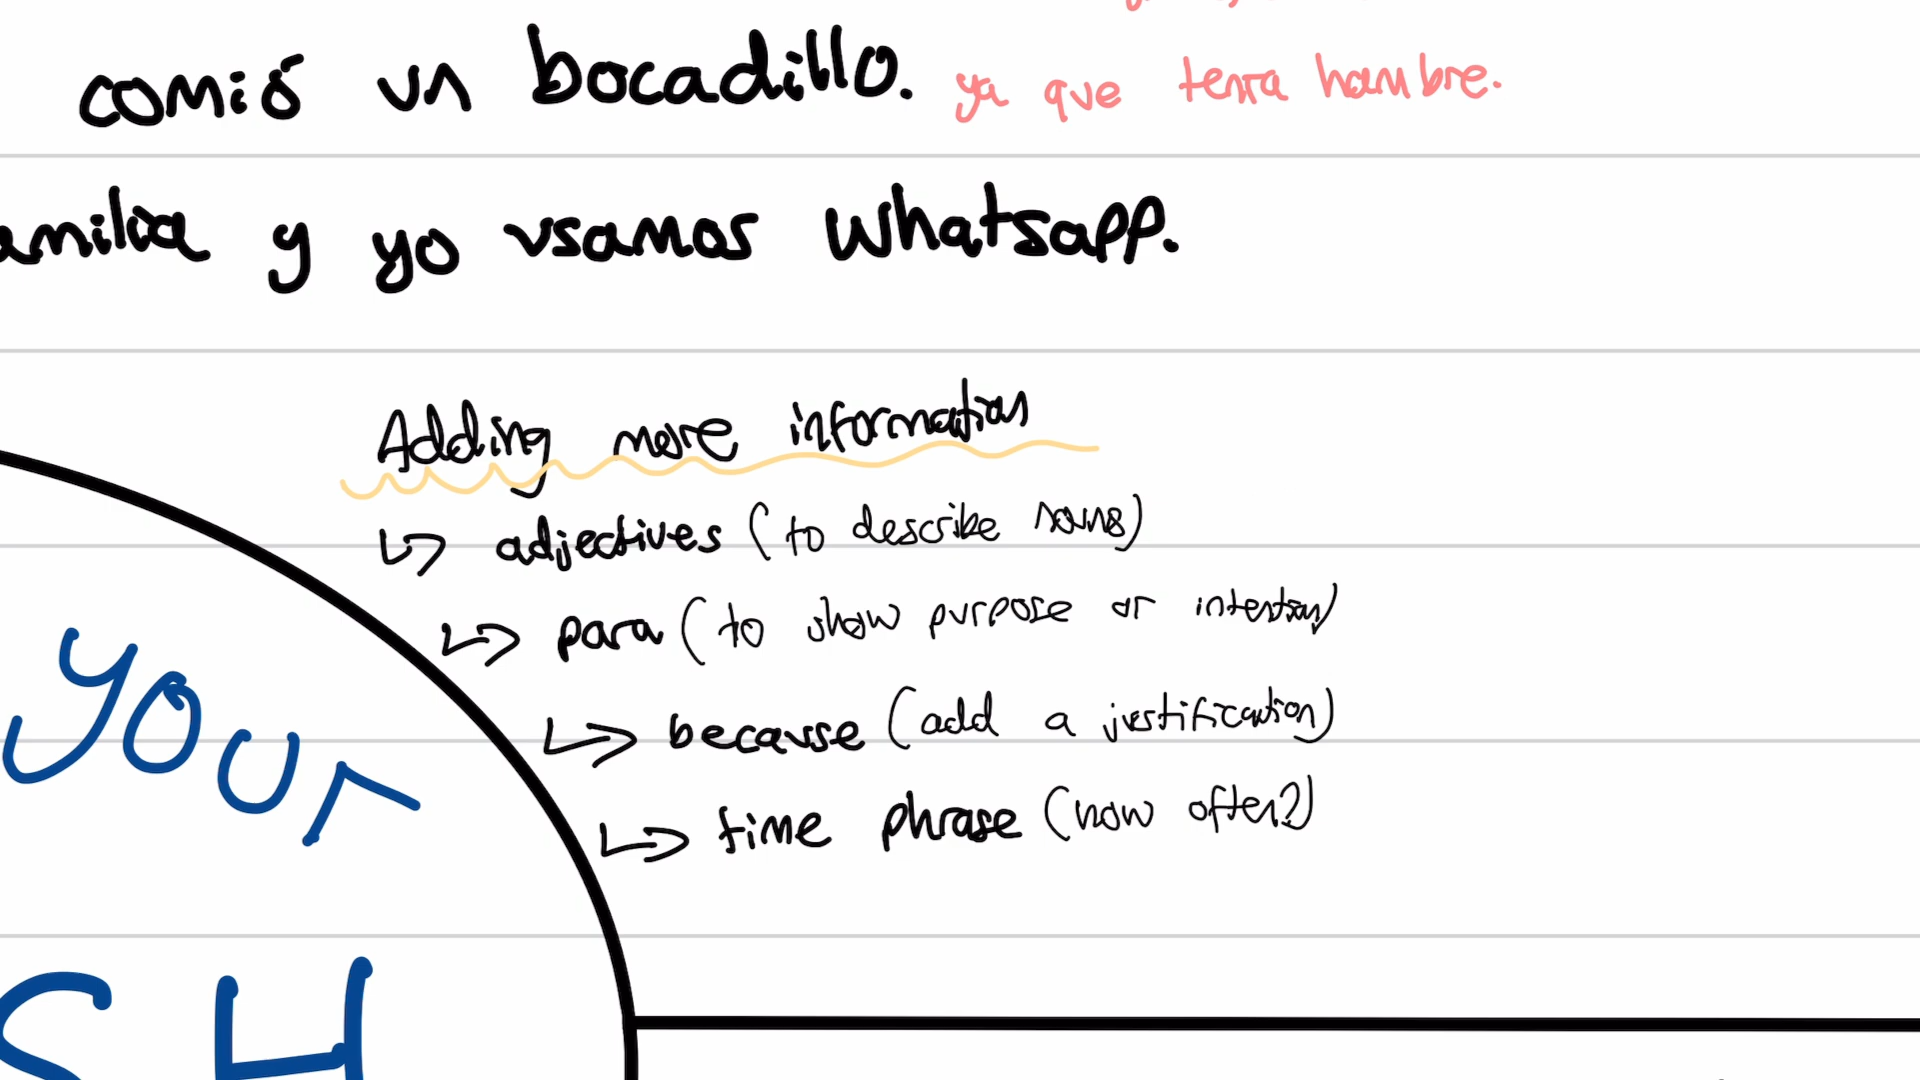 comió un bocadillo. ya que tenía hambre.
amilia y yo usamos whatsapp.
Adding more information
↳ adjectives (to describe nouns)
↳ para (to show purpose or intention)
↳ because (add a justification)
↳ time phrase (how often?)
YOUR
SH